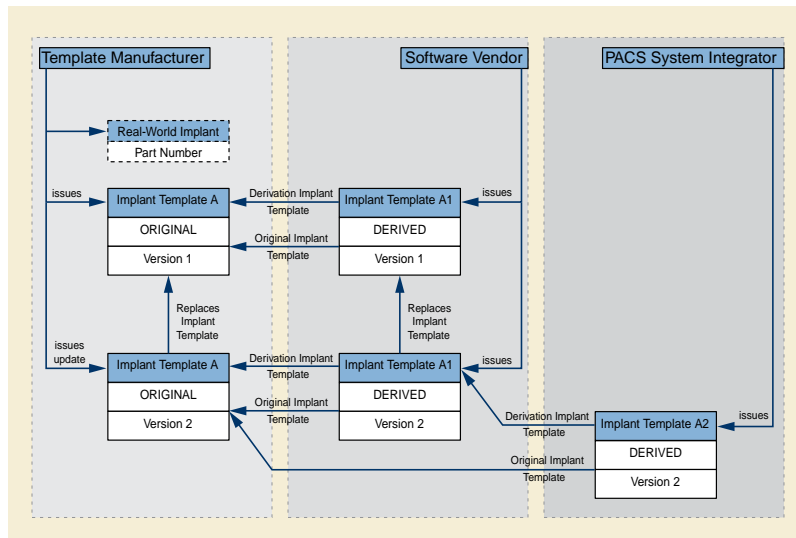 Template Manufacturer
Software Vendor
PACS System Integrator
Real-World Implant
Part Number
issues
Implant Template A
ORIGINAL
Version 1
Derivation Implant
Template
Original Implant
Template
Implant Template A1
DERIVED
Version 1
issues
Replaces
Implant
Template
Replaces
Implant
Template
issues
update
Implant Template A
ORIGINAL
Version 2
Derivation Implant
Template
Original Implant
Template
Implant Template A1
DERIVED
Version 2
issues
Derivation Implant
Template
Original Implant
Template
Implant Template A2
DERIVED
Version 2
issues